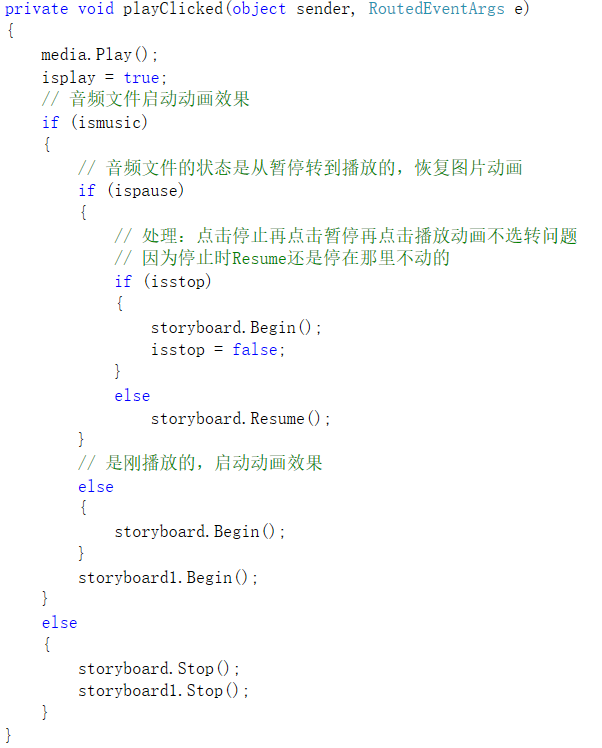 private void playClicked(object sender, RoutedEventArgs e)
{
    media.Play();
    isplay = true;
    // 音频文件启动动画效果
    if (ismusic)
    {
        // 音频文件的状态是从暂停转到播放的，恢复图片动画
        if (ispause)
        {
            // 处理：点击停止再点击暂停再点击播放动画不选转问题
            // 因为停止时Resume还是停在那里不动的
            if (isstop)
            {
                storyboard.Begin();
                isstop = false;
            }
            else
                storyboard.Resume();
        }
        // 是刚播放的，启动动画效果
        else
        {
            storyboard.Begin();
        }
        storyboard1.Begin();
    }
    else
    {
        storyboard.Stop();
        storyboard1.Stop();
    }
}